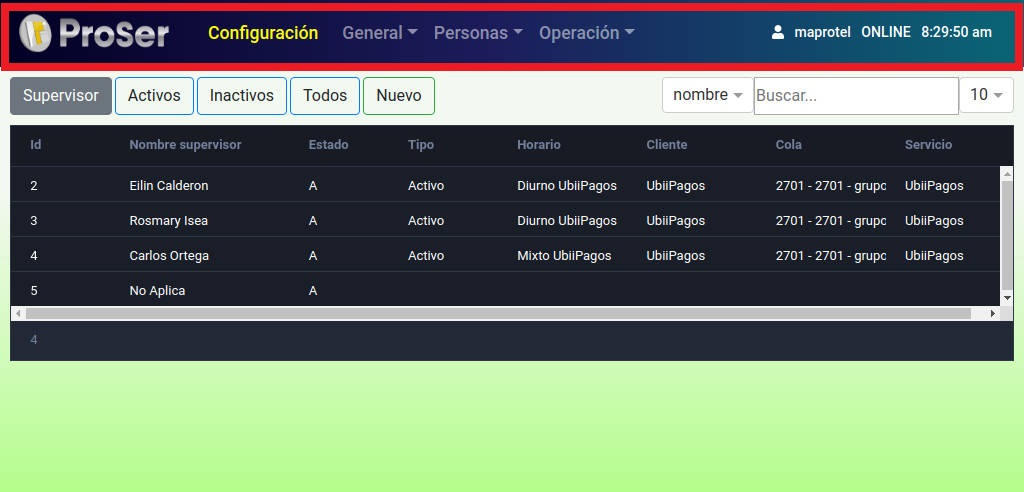 ProSer Configuración General Personas Operación maprotel ONLINE 8:29:50 am
Supervisor Activos Inactivos Todos Nuevo nombre Buscar... 10
Id Nombre supervisor Estado Tipo Horario Cliente Cola Servicio
2 Eilin Calderon A Activo Diurno UbiiPagos UbiiPagos 2701 - 2701 - grupo UbiiPagos
3 Rosmary Isea A Activo Diurno UbiiPagos UbiiPagos 2701 - 2701 - grupo UbiiPagos
4 Carlos Ortega A Activo Mixto UbiiPagos UbiiPagos 2701 - 2701 - grupo UbiiPagos
5 No Aplica A
4